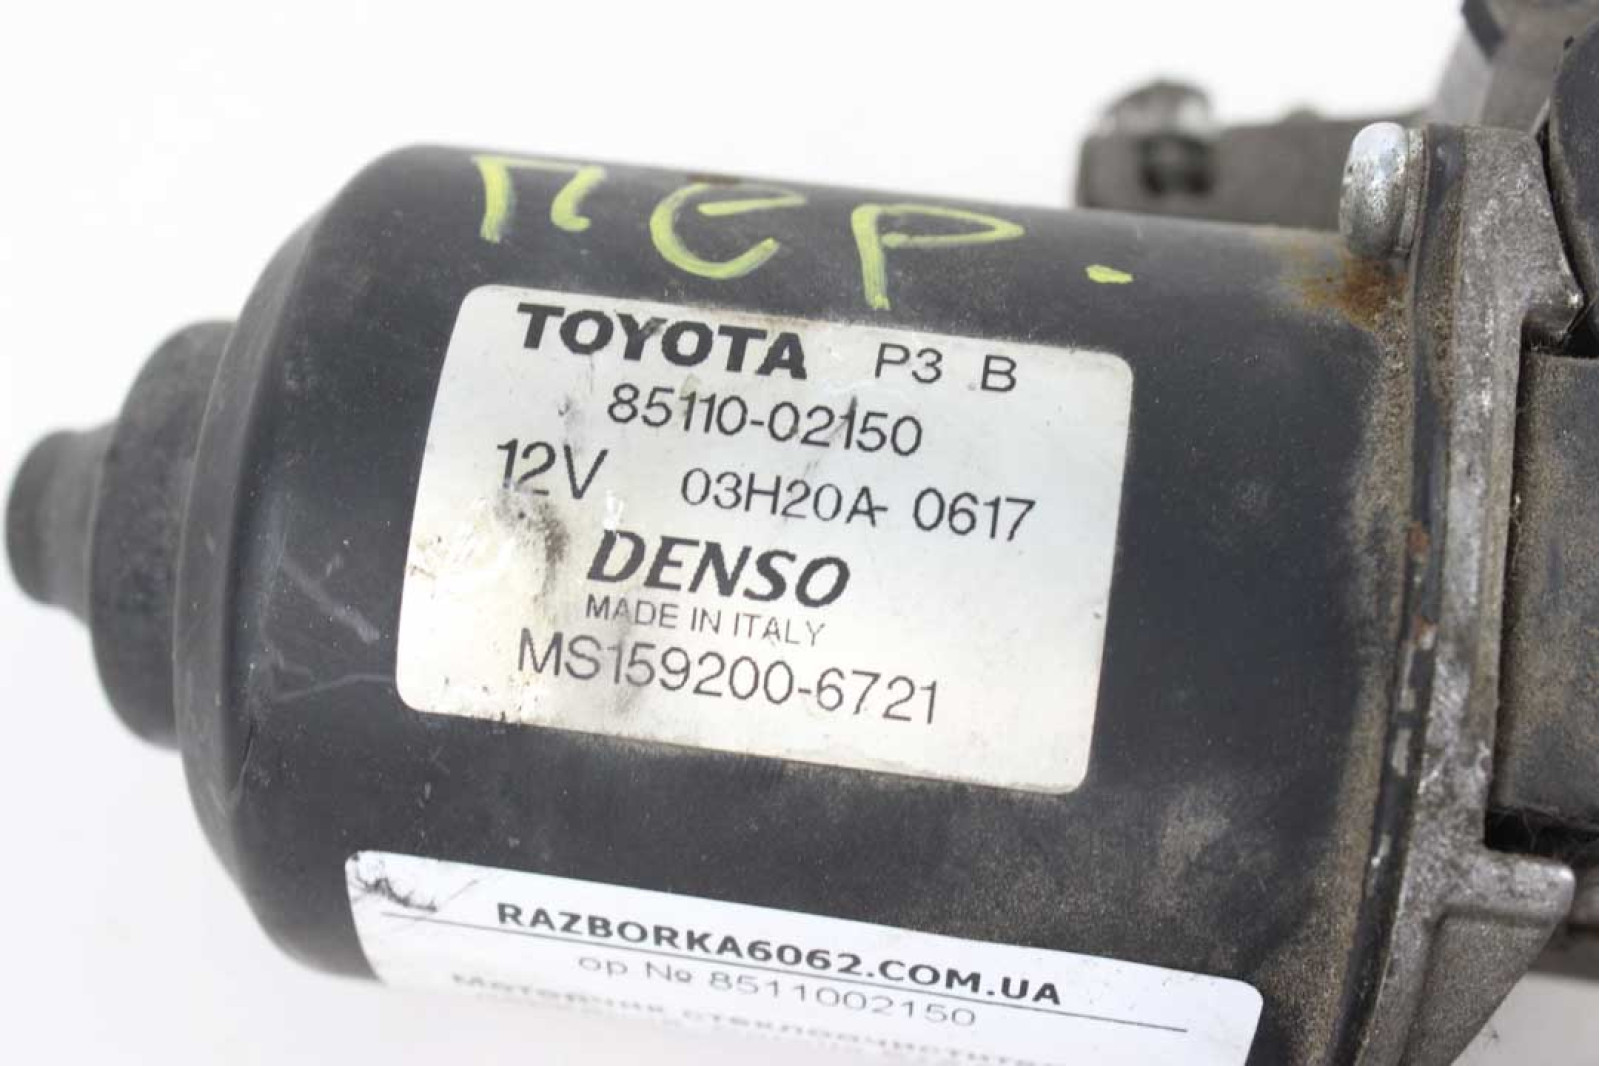 ПЕР.
TOYOTA P3 B
85110-02150
12V 03H20A-0617
DENSO
MADE IN ITALY
MS159200-6721
RAZBORKA6062.COM.UA
ор № 8511002150
Моторчик